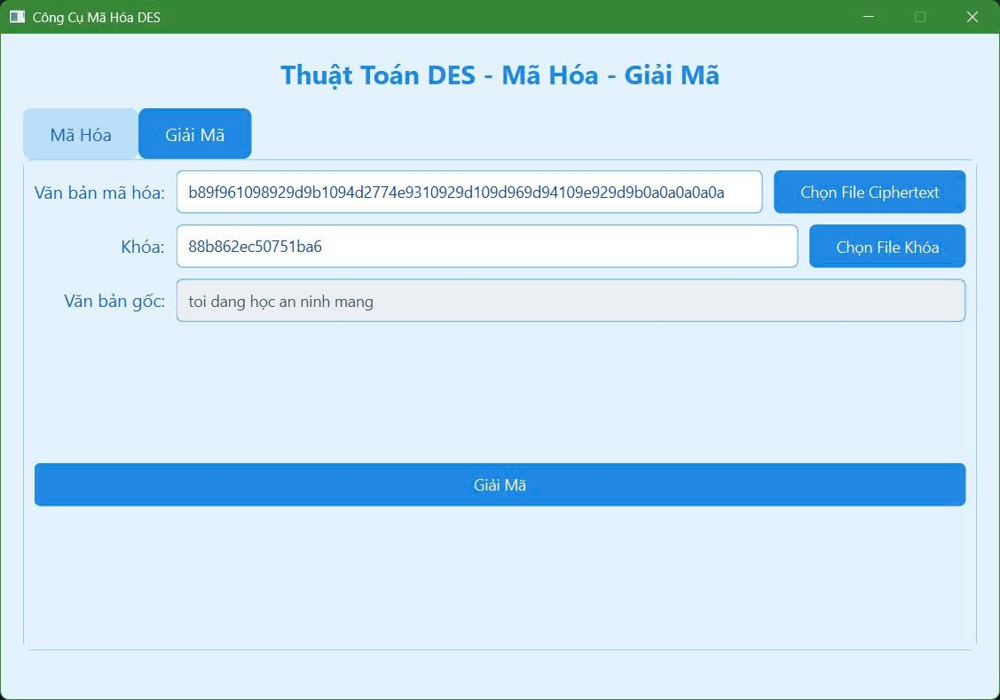 Công Cụ Mã Hóa DES
Thuật Toán DES - Mã Hóa - Giải Mã
Mã Hóa Giải Mã
Văn bản mã hóa: b89f961098929d9b1094d2774e9310929d109d969d94109e929d9b0a0a0a0a0a Chọn File Ciphertext
Khóa: 88b862ec50751ba6 Chọn File Khóa
Văn bản gốc: toi dang học an ninh mang
Giải Mã